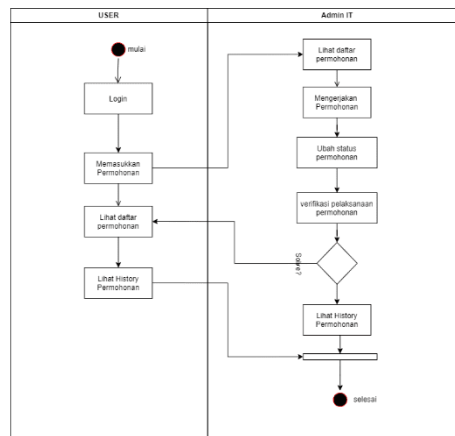 USER
Admin IT
mulai
Login
Memasukkan
Permohonan
Lihat daftar
permohonan
Lihat History
Permohonan
Lihat daftar
permohonan
Mengerjakan
Permohonan
Ubah status
permohonan
verifikasi pelaksanaan
permohonan
Solve?
Lihat History
Permohonan
selesai